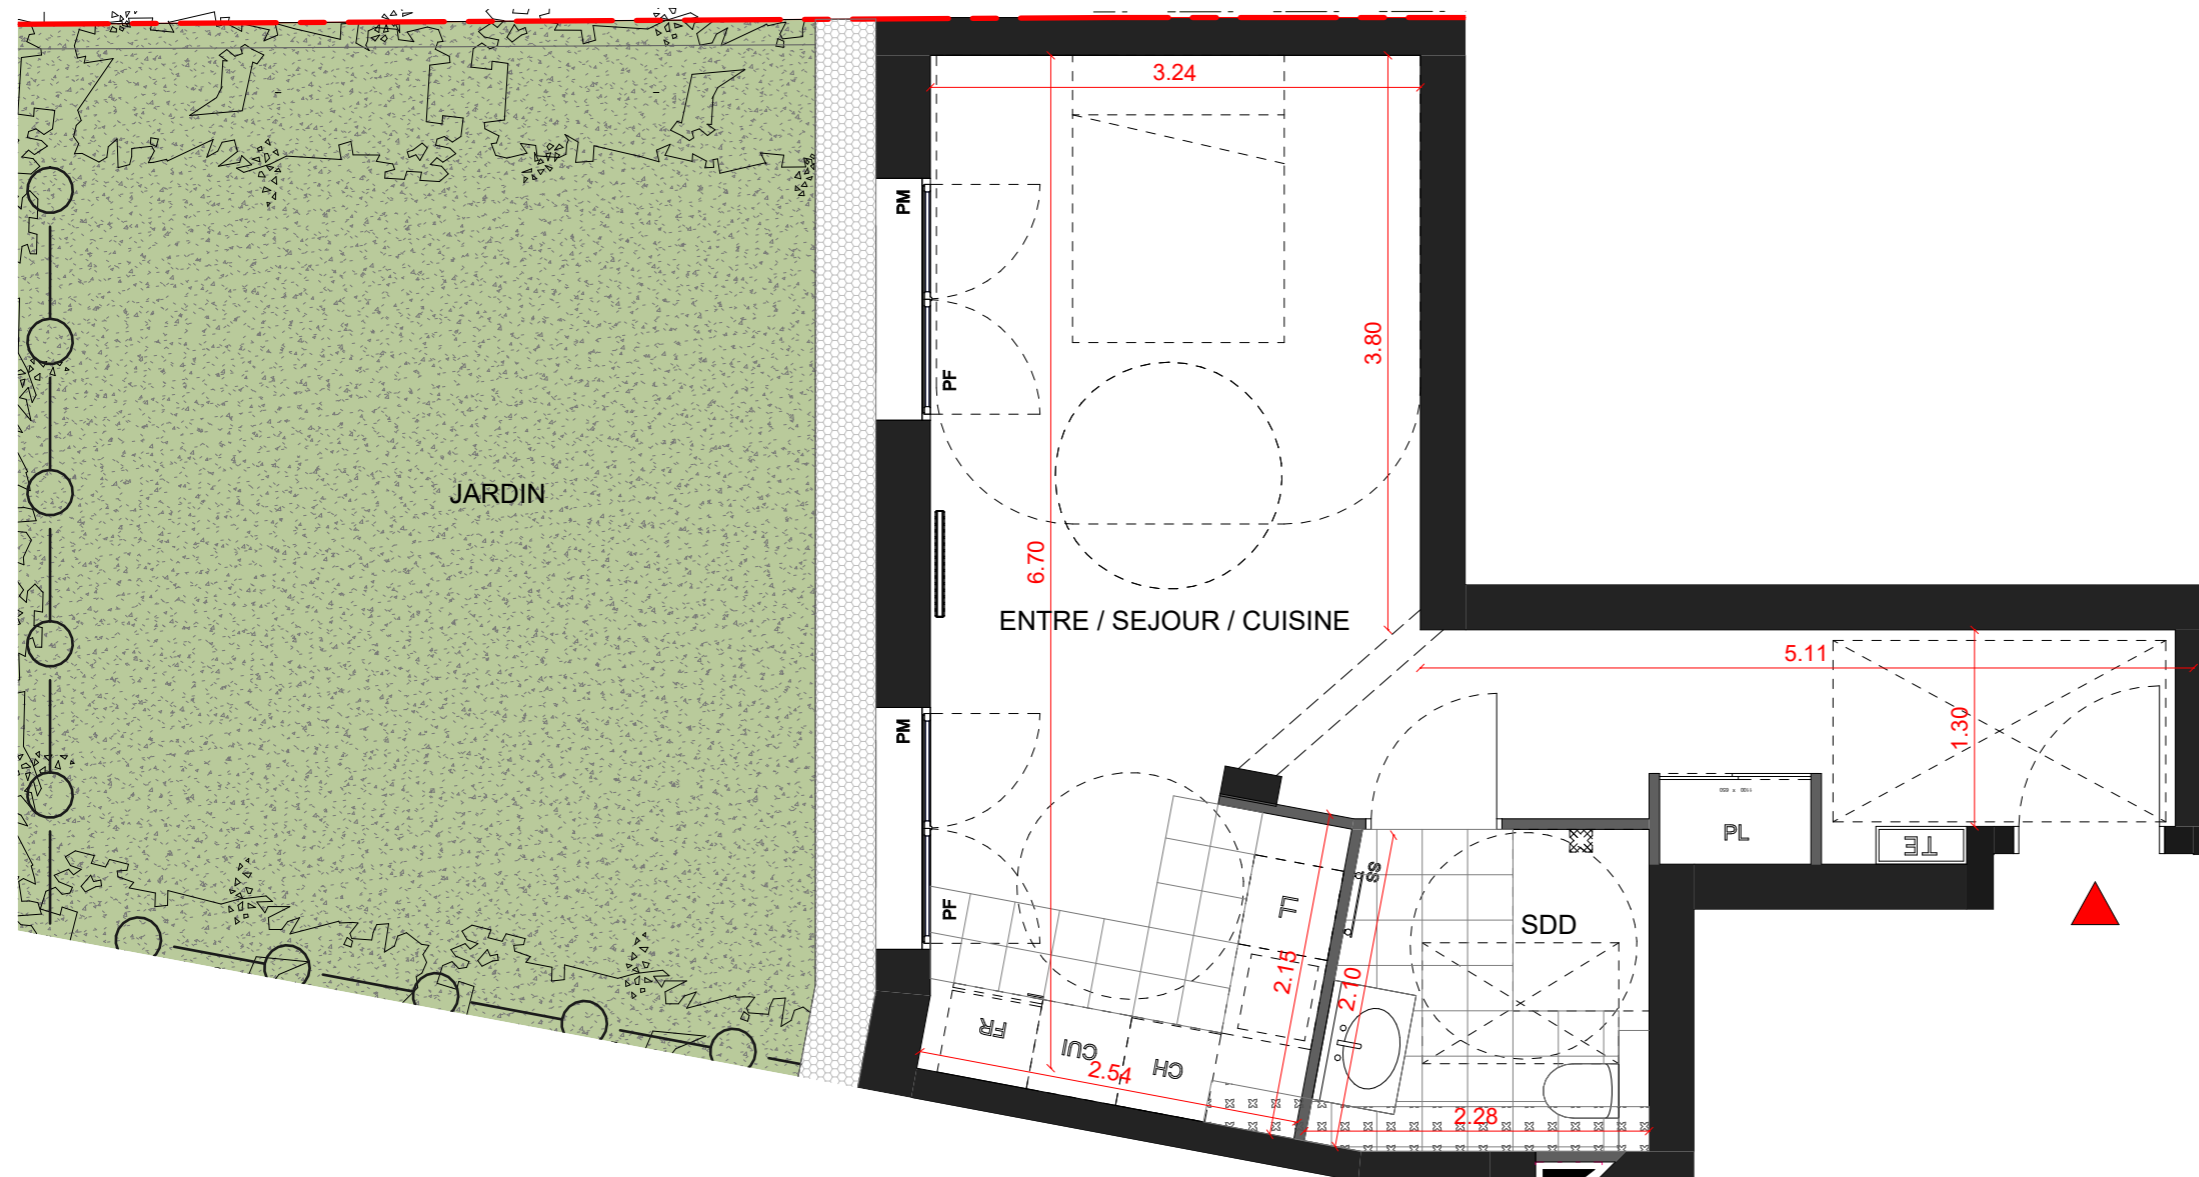 3.24
PM
3.80
PF
JARDIN
6.70
ENTRE / SEJOUR / CUISINE
5.11
PM
1.30
PL
TE
SS
LL
PF
SDD
2.15
2.10
FR
CUI
CH
2.54
2.28